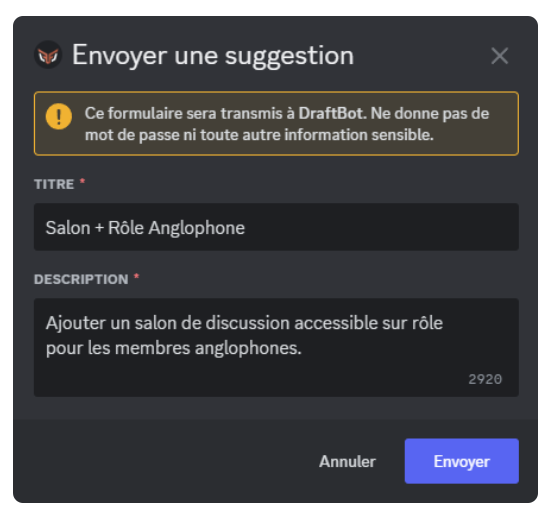 Envoyer une suggestion
Ce formulaire sera transmis à DraftBot. Ne donne pas de
mot de passe ni toute autre information sensible.
TITRE *
Salon + Rôle Anglophone
DESCRIPTION *
Ajouter un salon de discussion accessible sur rôle
pour les membres anglophones.
2920
Annuler
Envoyer